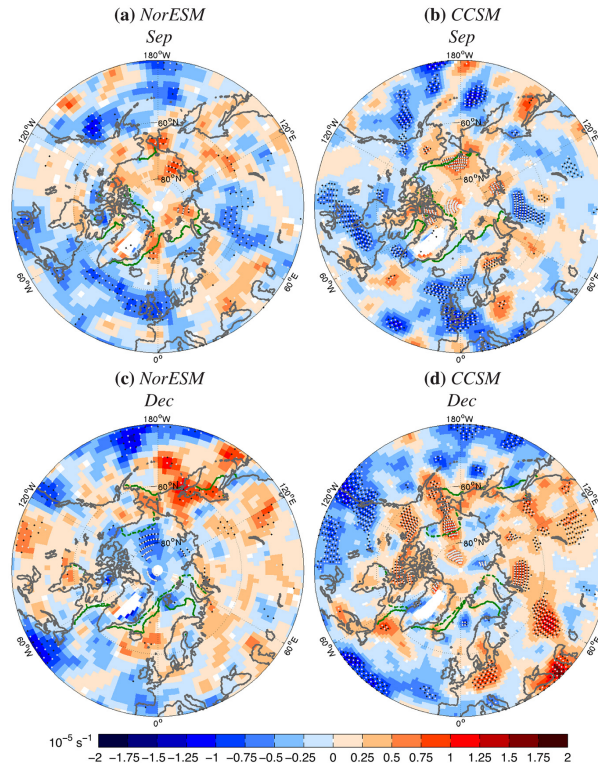 (a) NorESM (b) CCSM
Sep Sep
180°W 180°W
120°W 60°N 120°E 120°W 60°N 120°E
80°N 80°N
60°W 60°E 60°W 60°E
0° 0°
(c) NorESM (d) CCSM
Dec Dec
180°W 180°W
120°W 60°N 120°E 120°W 60°N 120°E
80°N 80°N
60°W 60°E 60°W 60°E
0° 0°
10⁻⁵ s⁻¹
−2 −1.75 −1.5 −1.25 −1 −0.75 −0.5 −0.25 0 0.25 0.5 0.75 1 1.25 1.5 1.75 2